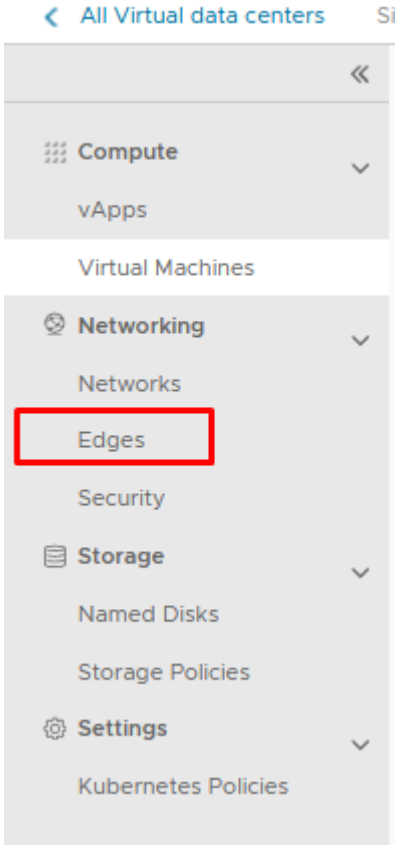 All Virtual data centers Si
Compute
vApps
Virtual Machines
Networking
Networks
Edges
Security
Storage
Named Disks
Storage Policies
Settings
Kubernetes Policies